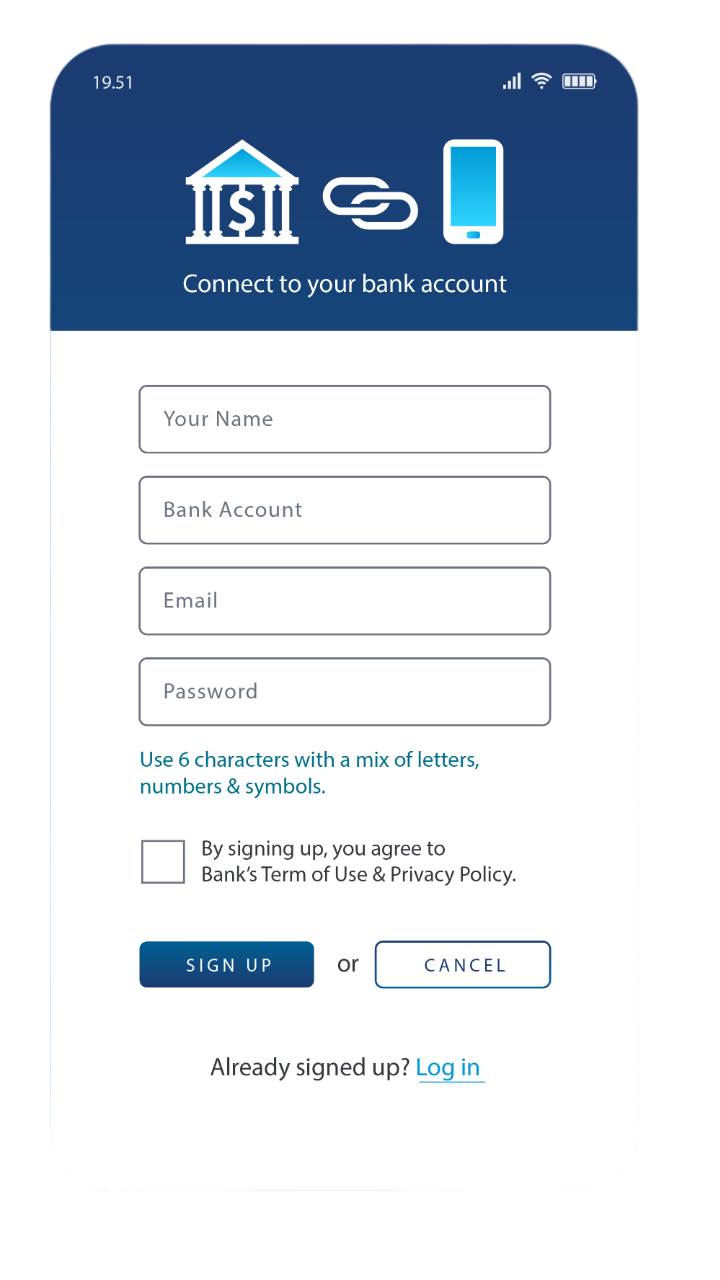 19.51
$
Connect to your bank account
Your Name
Bank Account
Email
Password
Use 6 characters with a mix of letters,
numbers & symbols.
By signing up, you agree to
Bank’s Term of Use & Privacy Policy.
SIGN UP or CANCEL
Already signed up? Log in